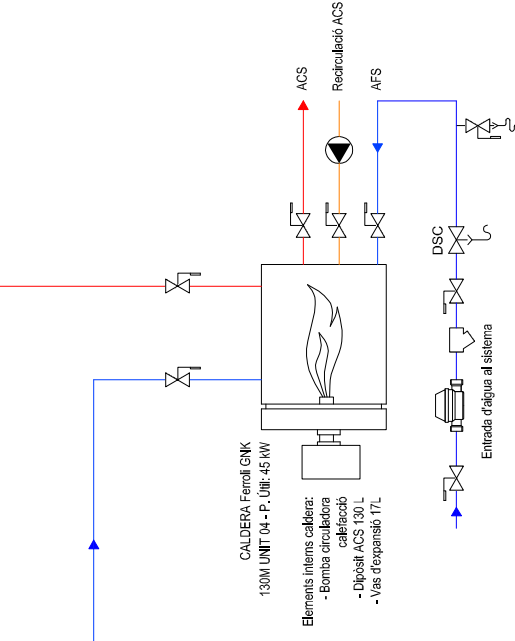 ACS
Recirculació ACS
AFS
DSC
Entrada d'aigua al sistema
CALDERA Ferroli GNK
130M UNIT 04 - P. Útil: 45 kW
Elements interns caldera:
- Bomba circuladora
calefacció
- Dipòsit ACS 130 L
- Vas d'expansió 17L